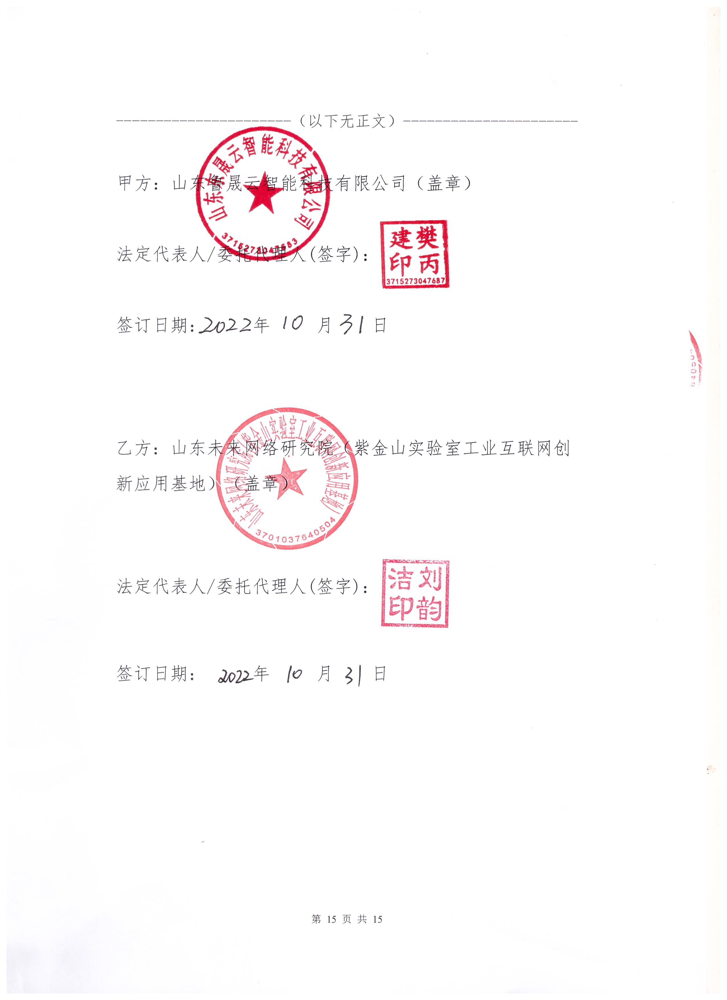 ----------------------（以下无正文）----------------------
山东东晟云智能科技有限公司
甲方：山东鲁晟云智能科技有限公司（盖章）
3715273047683
法定代表人/委托代理人(签字)：
樊丙建印
3715273047687
签订日期:2022年 10 月 31 日
山东未来网络研究院(紫金山实验室工业互联网创新应用基地)
乙方：山东未来网络研究院（紫金山实验室工业互联网创
新应用基地）（盖章）
3701037640504
法定代表人/委托代理人(签字)：
刘韵洁印
签订日期： 2022年 10 月 31 日
第 15 页 共 15